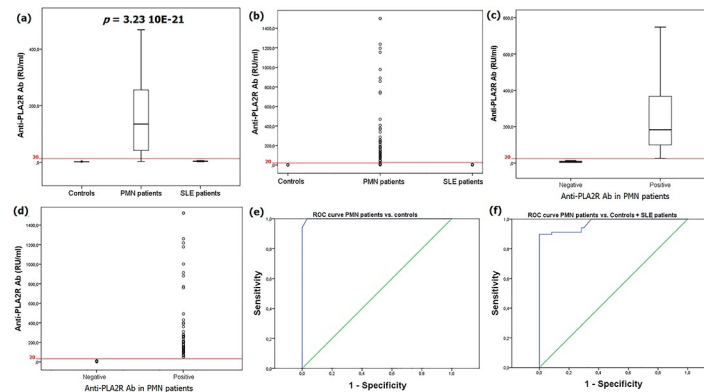 (a)
p = 3.23 10E-21
Anti-PLA2R Ab (RU/ml)
400,0
200,0
20
,0
Controls
PMN patients
SLE patients
(b)
Anti-PLA2R Ab (RU/ml)
1400,0
1200,0
1000,0
800,0
600,0
400,0
200,0
20
,0
Controls
PMN patients
SLE patients
(c)
Anti-PLA2R Ab (RU/ml)
800,0
600,0
400,0
200,0
20
,0
Negative
Positive
Anti-PLA2R Ab in PMN patients
(d)
Anti-PLA2R Ab (RU/ml)
1400,0
1200,0
1000,0
800,0
600,0
400,0
200,0
20
,0
Negative
Positive
Anti-PLA2R Ab in PMN patients
(e)
ROC curve PMN patients vs. controls
Sensitivity
1,0
0,8
0,6
0,4
0,2
0,0
0,0
0,2
0,4
0,6
0,8
1,0
1 - Specificity
(f)
ROC curve PMN patients vs. Controls + SLE patients
Sensitivity
1,0
0,8
0,6
0,4
0,2
0,0
0,0
0,2
0,4
0,6
0,8
1,0
1 - Specificity